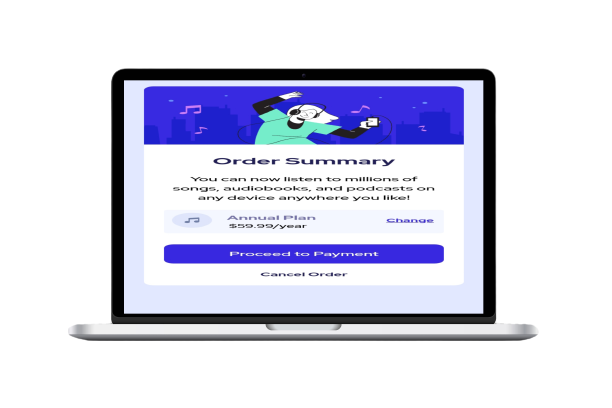 Order Summary
You can now listen to millions of
songs, audiobooks, and podcasts on
any device anywhere you like!
Annual Plan
$59.99/year
Change
Proceed to Payment
Cancel Order